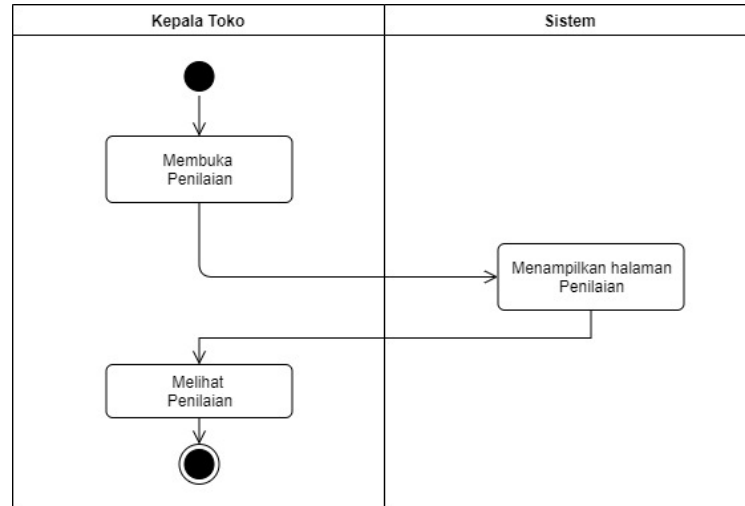 Kepala Toko
Sistem
Membuka
Penilaian
Menampilkan halaman
Penilaian
Melihat
Penilaian